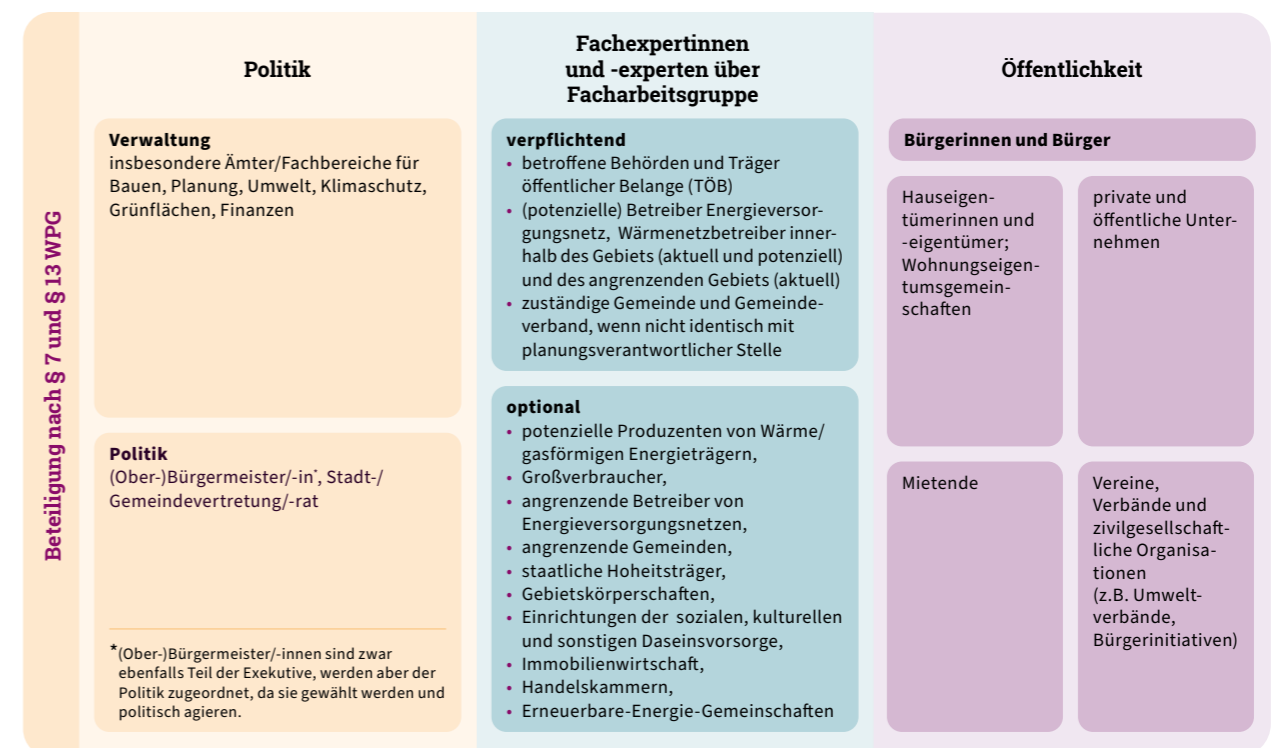 Beteiligung nach § 7 und § 13 WPG
Politik
Verwaltung
insbesondere Ämter/Fachbereiche für
Bauen, Planung, Umwelt, Klimaschutz,
Grünflächen, Finanzen
Politik
(Ober-)Bürgermeister/-in*, Stadt-/
Gemeindevertretung/-rat
*(Ober-)Bürgermeister/-innen sind zwar
ebenfalls Teil der Exekutive, werden aber der
Politik zugeordnet, da sie gewählt werden und
politisch agieren.
Fachexpertinnen
und -experten über
Facharbeitsgruppe
verpflichtend
• betroffene Behörden und Träger
öffentlicher Belange (TÖB)
• (potenzielle) Betreiber Energieversor-
gungsnetz, Wärmenetzbetreiber inner-
halb des Gebiets (aktuell und potenziell)
und des angrenzenden Gebiets (aktuell)
• zuständige Gemeinde und Gemeinde-
verband, wenn nicht identisch mit
planungsverantwortlicher Stelle
optional
• potenzielle Produzenten von Wärme/
gasförmigen Energieträgern,
• Großverbraucher,
• angrenzende Betreiber von
Energieversorgungsnetzen,
• angrenzende Gemeinden,
• staatliche Hoheitsträger,
• Gebietskörperschaften,
• Einrichtungen der sozialen, kulturellen
und sonstigen Daseinsvorsorge,
• Immobilienwirtschaft,
• Handelskammern,
• Erneuerbare-Energie-Gemeinschaften
Öffentlichkeit
Bürgerinnen und Bürger
Hauseigen-
tümerinnen und
-eigentümer;
Wohnungseigen-
tumsgemein-
schaften
private und
öffentliche Unter-
nehmen
Mietende
Vereine,
Verbände und
zivilgesellschaft-
liche Organisa-
tionen
(z.B. Umwelt-
verbände,
Bürgerinitiativen)